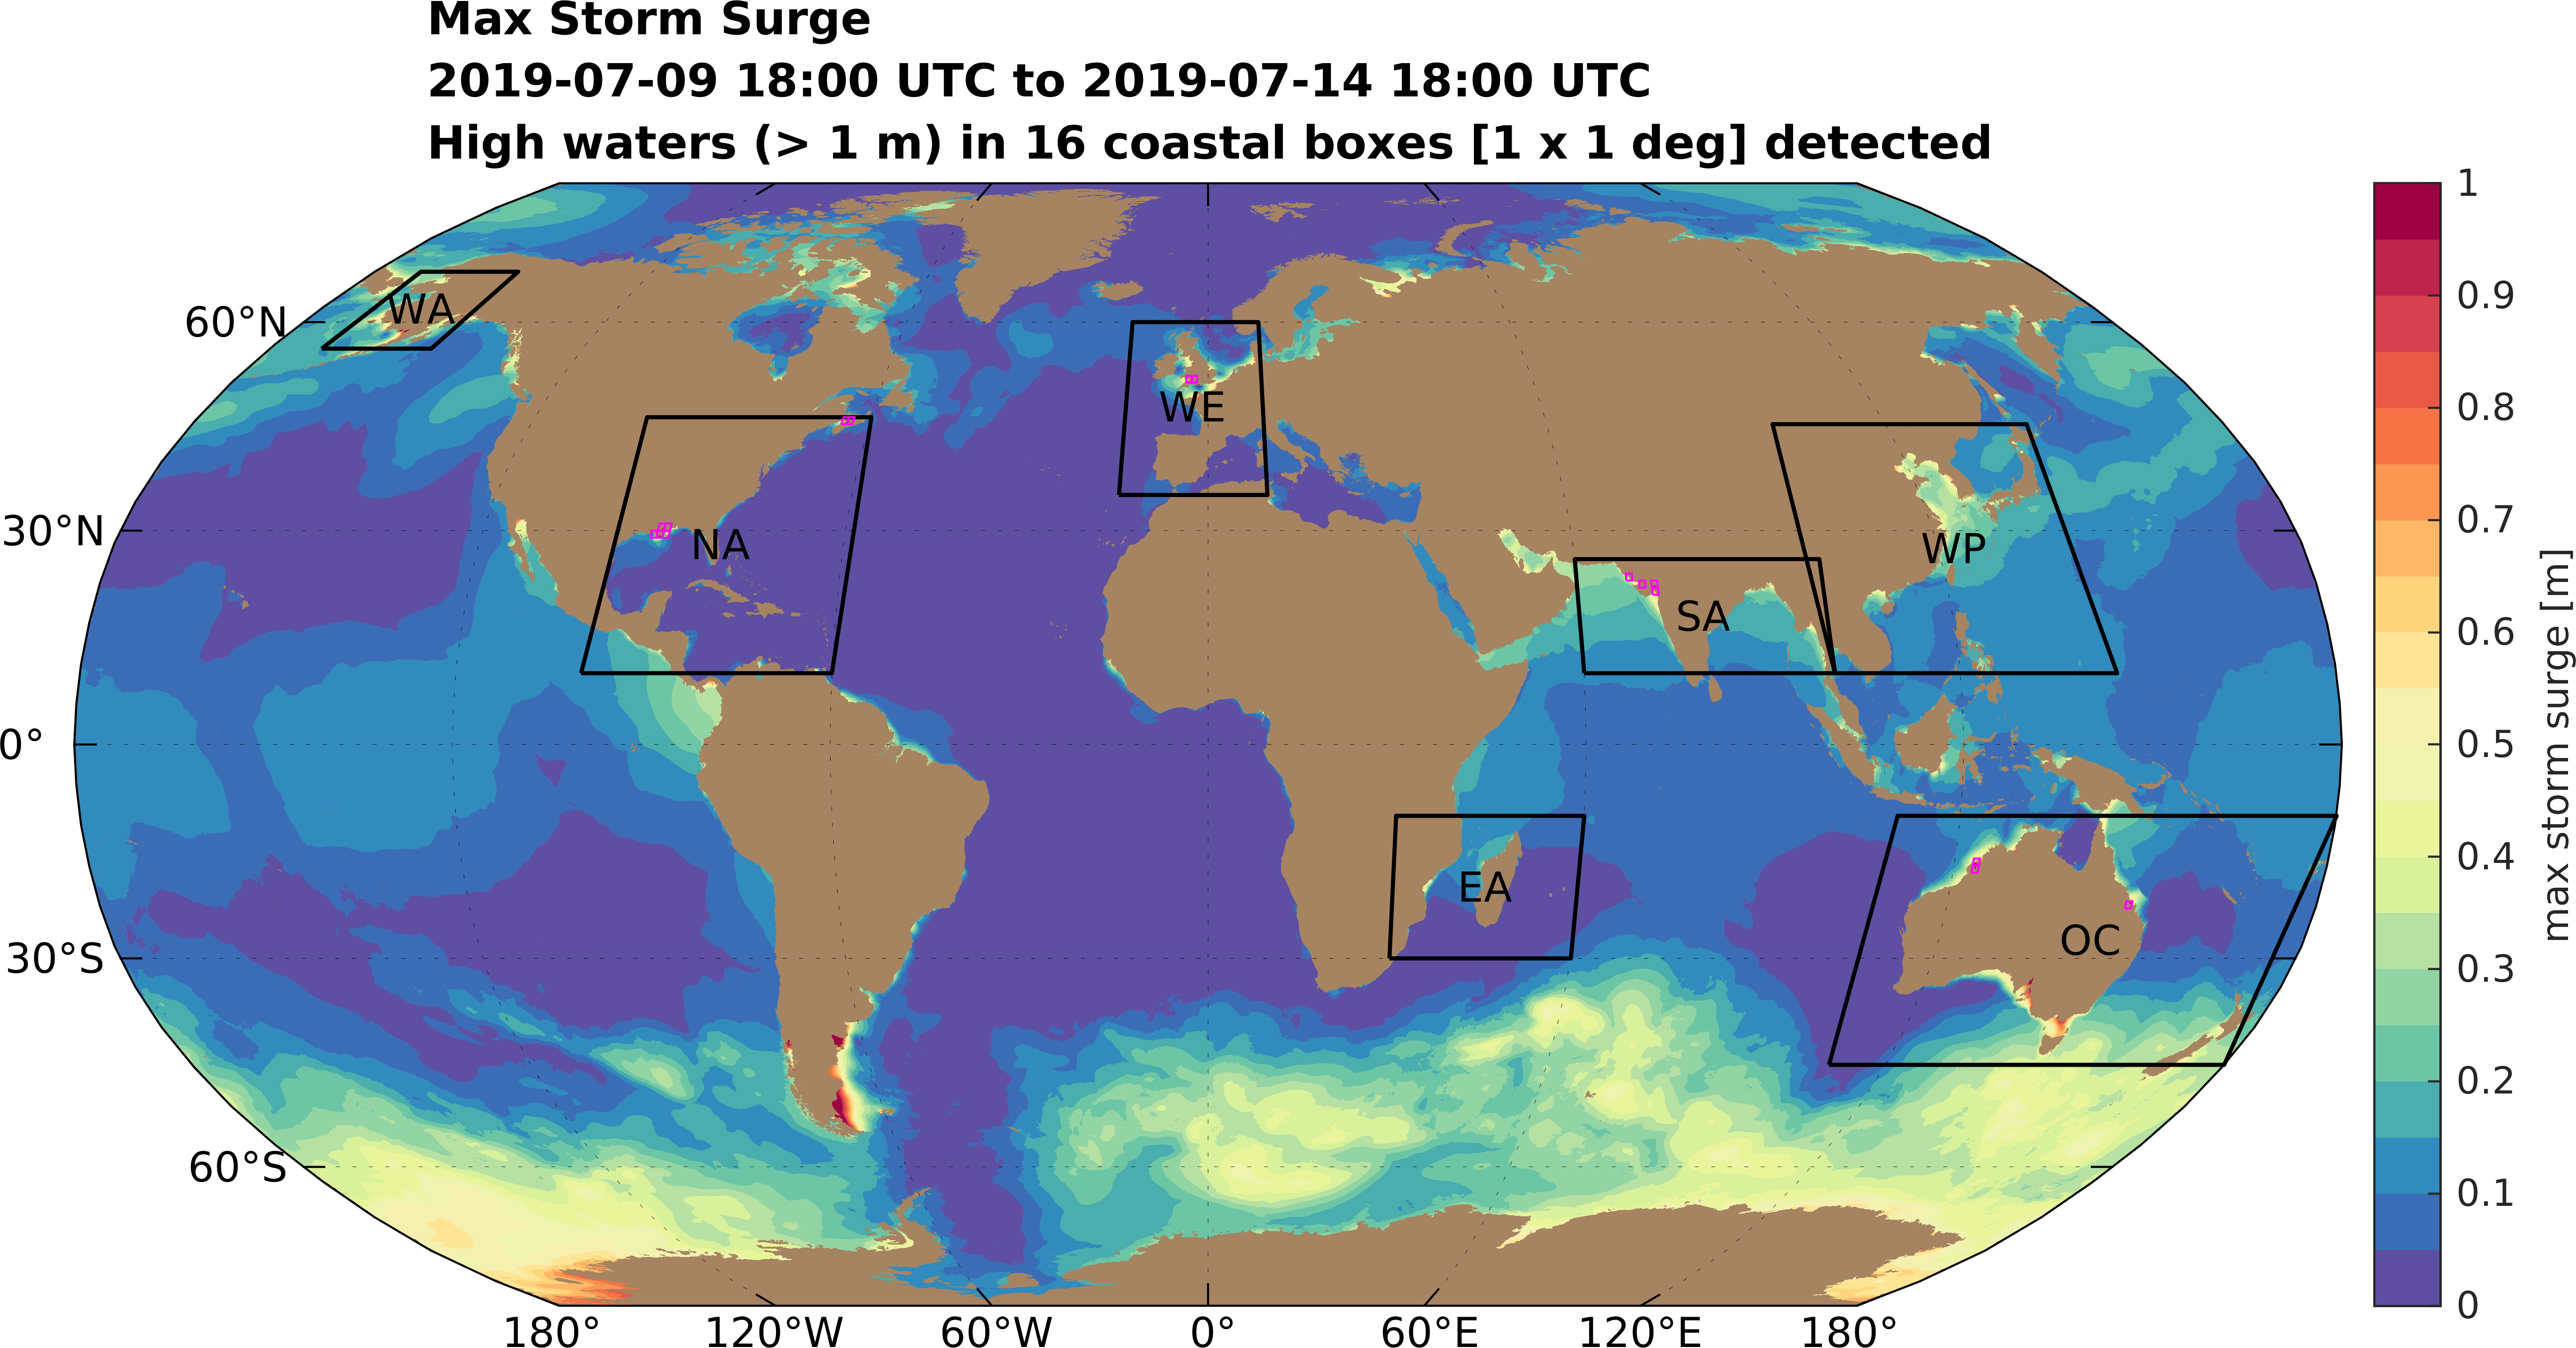 Max Storm Surge
2019-07-09 18:00 UTC to 2019-07-14 18:00 UTC
High waters (> 1 m) in 16 coastal boxes [1 x 1 deg] detected
60°N
30°N
0°
30°S
60°S
WA
NA
WE
SA
WP
EA
OC
180°
120°W
60°W
0°
60°E
120°E
180°
1
0.9
0.8
0.7
0.6
0.5
0.4
0.3
0.2
0.1
0
max storm surge [m]